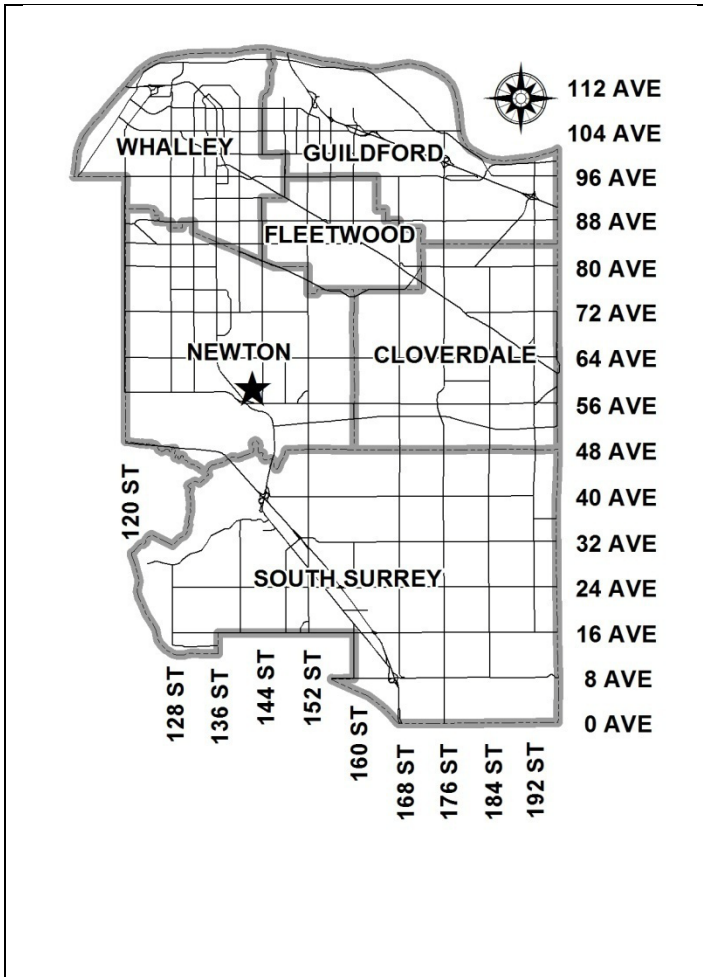 112 AVE
104 AVE
WHALLEY
GUILDFORD
96 AVE
88 AVE
FLEETWOOD
80 AVE
72 AVE
NEWTON
CLOVERDALE
64 AVE
56 AVE
48 AVE
120 ST
40 AVE
32 AVE
SOUTH SURREY
24 AVE
16 AVE
8 AVE
0 AVE
128 ST
136 ST
144 ST
152 ST
160 ST
168 ST
176 ST
184 ST
192 ST